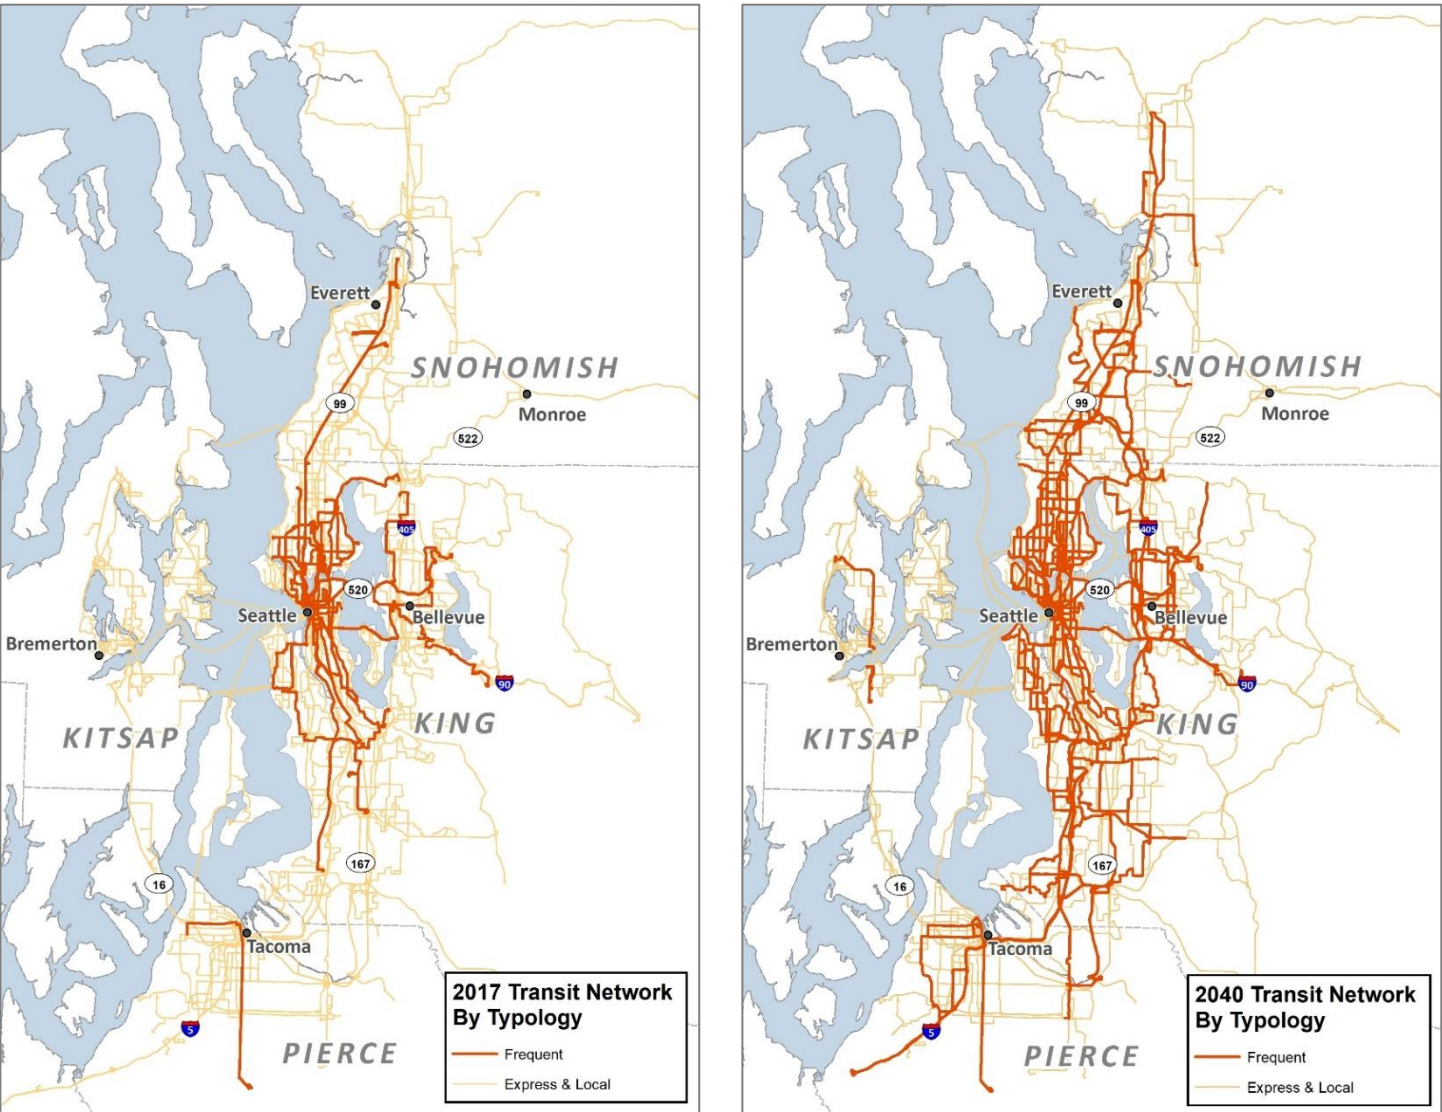 Everett
SNOHOMISH
99
Monroe
522
405
520
Seattle
Bellevue
Bremerton
90
KING
KITSAP
167
16
Tacoma
5
PIERCE
2017 Transit Network
By Typology
Frequent
Express & Local
Everett
SNOHOMISH
99
Monroe
522
405
520
Seattle
Bellevue
Bremerton
90
KING
KITSAP
167
16
Tacoma
5
PIERCE
2040 Transit Network
By Typology
Frequent
Express & Local